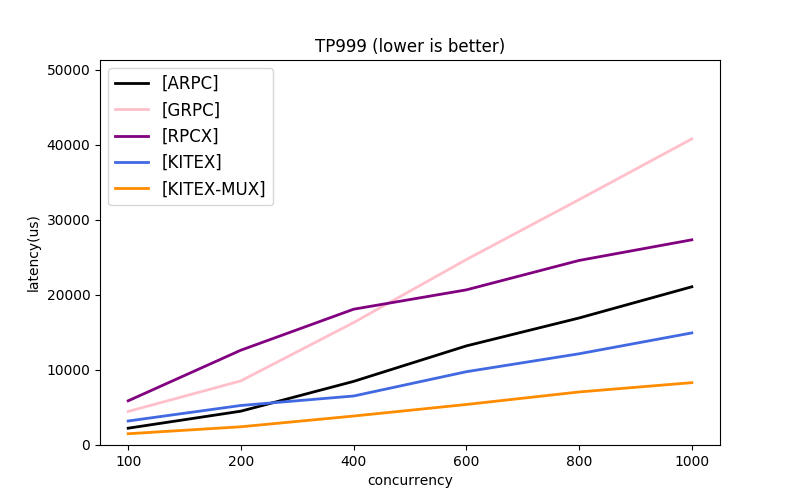 TP999 (lower is better)
50000
40000
30000
20000
10000
0
latency(us)
[ARPC]
[GRPC]
[RPCX]
[KITEX]
[KITEX-MUX]
100 200 400 600 800 1000
concurrency